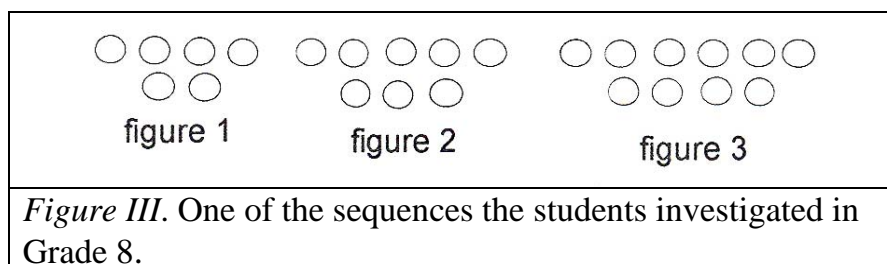 figure 1 figure 2 figure 3
Figure III. One of the sequences the students investigated in
Grade 8.